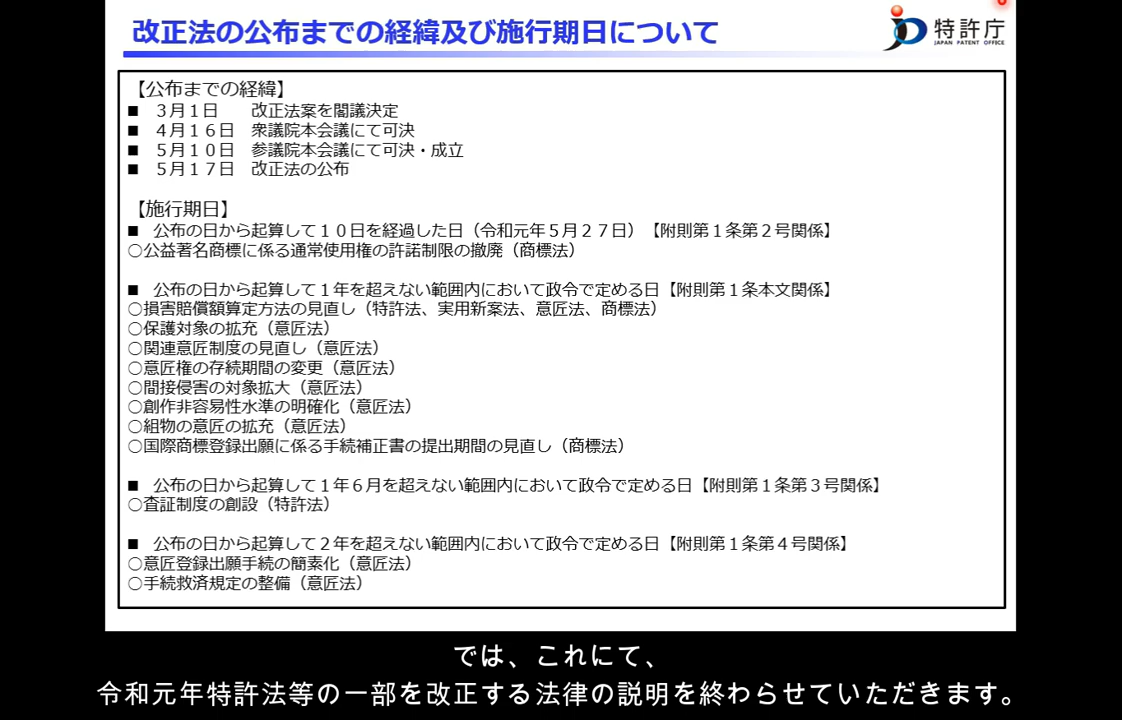 改正法の公布までの経緯及び施行期日について
特許庁
JAPAN PATENT OFFICE
【公布までの経緯】
■ ３月１日 改正法案を閣議決定
■ ４月１６日 衆議院本会議にて可決
■ ５月１０日 参議院本会議にて可決・成立
■ ５月１７日 改正法の公布
【施行期日】
■ 公布の日から起算して１０日を経過した日（令和元年５月２７日）【附則第１条第２号関係】
○公益著名商標に係る通常使用権の許諾制限の撤廃（商標法）
■ 公布の日から起算して１年を超えない範囲内において政令で定める日【附則第１条本文関係】
○損害賠償額算定方法の見直し（特許法、実用新案法、意匠法、商標法）
○保護対象の拡充（意匠法）
○関連意匠制度の見直し（意匠法）
○意匠権の存続期間の変更（意匠法）
○間接侵害の対象拡大（意匠法）
○創作非容易性水準の明確化（意匠法）
○組物の意匠の拡充（意匠法）
○国際商標登録出願に係る手続補正書の提出期間の見直し（商標法）
■ 公布の日から起算して１年６月を超えない範囲内において政令で定める日【附則第１条第３号関係】
○査証制度の創設（特許法）
■ 公布の日から起算して２年を超えない範囲内において政令で定める日【附則第１条第４号関係】
○意匠登録出願手続の簡素化（意匠法）
○手続救済規定の整備（意匠法）
では、これにて、
令和元年特許法等の一部を改正する法律の説明を終わらせていただきます。